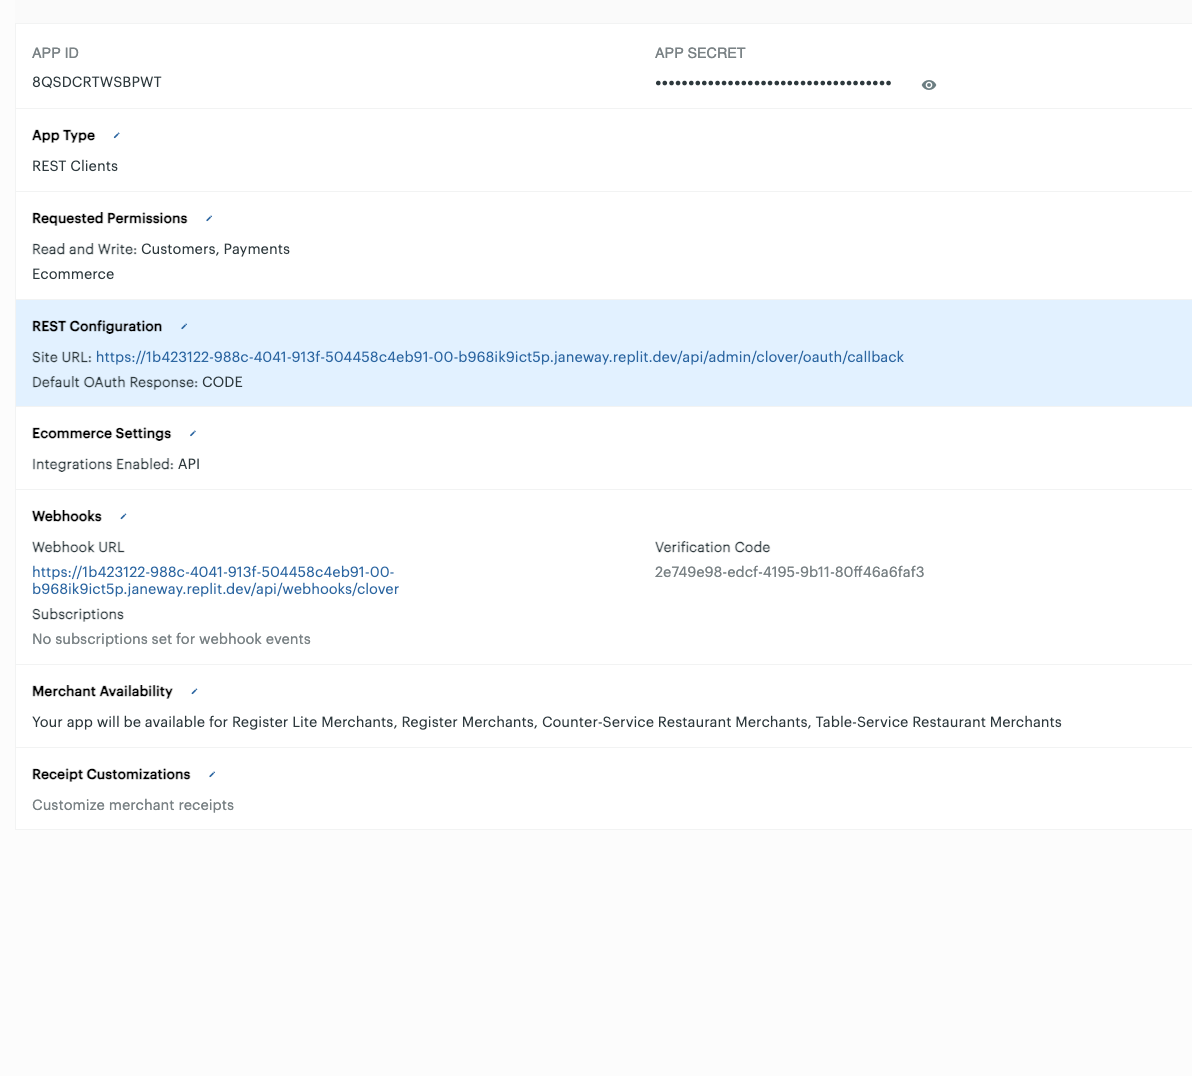 APP ID
8QSDCRTWSBPWT
APP SECRET
••••••••••••••••••••••••••••••••••••
App Type
REST Clients
Requested Permissions
Read and Write: Customers, Payments
Ecommerce
REST Configuration
Site URL: https://1b423122-988c-4041-913f-504458c4eb91-00-b968ik9ict5p.janeway.replit.dev/api/admin/clover/oauth/callback
Default OAuth Response: CODE
Ecommerce Settings
Integrations Enabled: API
Webhooks
Webhook URL
https://1b423122-988c-4041-913f-504458c4eb91-00-
b968ik9ict5p.janeway.replit.dev/api/webhooks/clover
Verification Code
2e749e98-edcf-4195-9b11-80ff46a6faf3
Subscriptions
No subscriptions set for webhook events
Merchant Availability
Your app will be available for Register Lite Merchants, Register Merchants, Counter-Service Restaurant Merchants, Table-Service Restaurant Merchants
Receipt Customizations
Customize merchant receipts